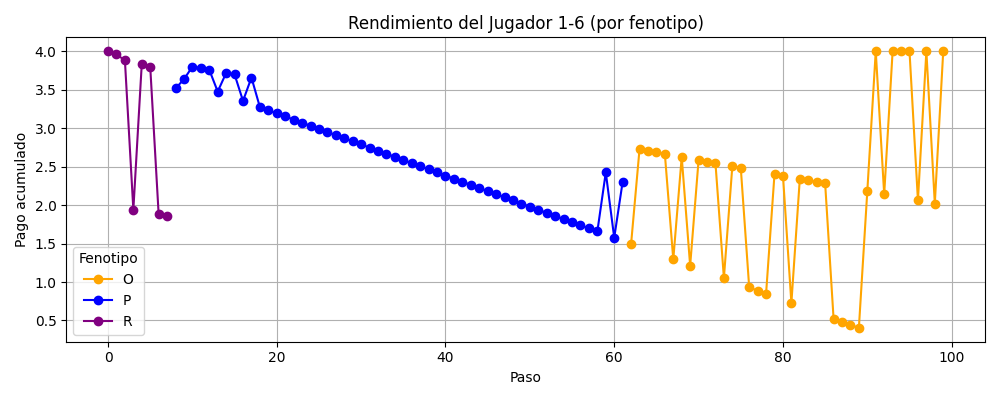 Rendimiento del Jugador 1-6 (por fenotipo)
Pago acumulado
4.0
3.5
3.0
2.5
2.0
1.5
1.0
0.5
Fenotipo
O
P
R
0 20 40 60 80 100
Paso